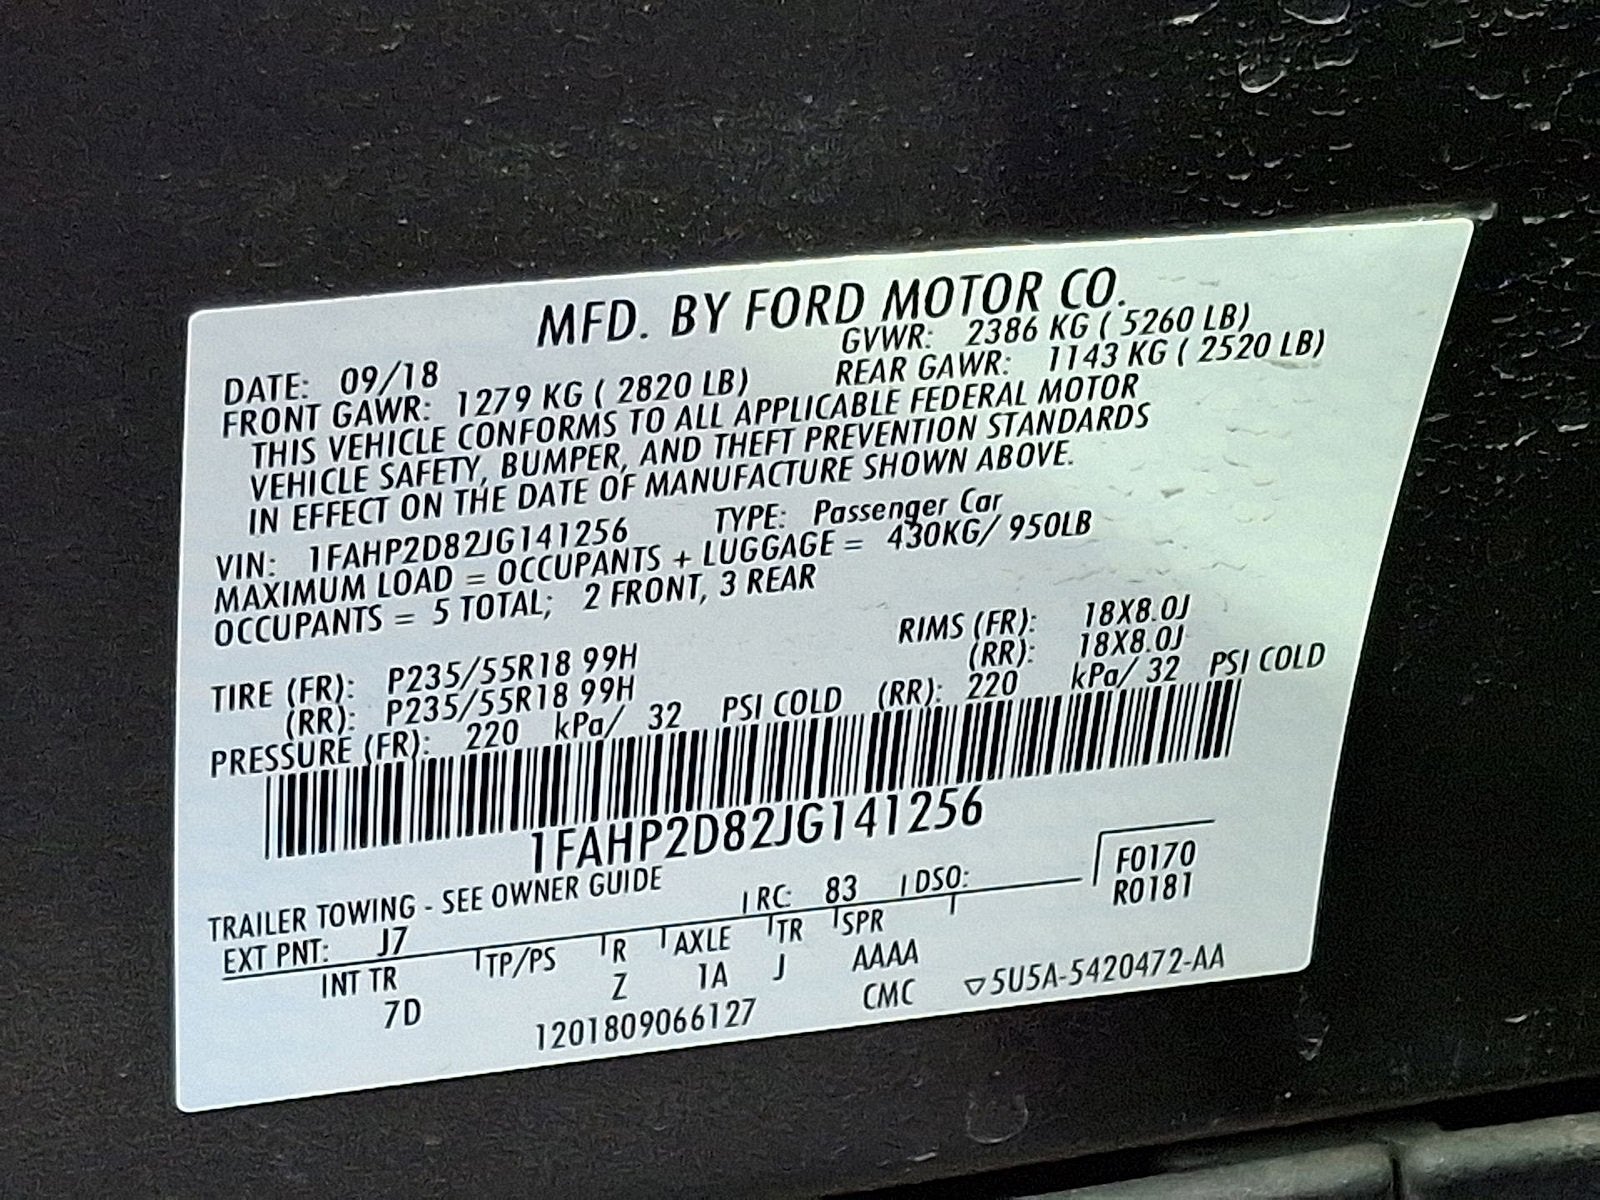 MFD. BY FORD MOTOR CO.
DATE: 09/18 GVWR: 2386 KG ( 5260 LB)
FRONT GAWR: 1279 KG ( 2820 LB) REAR GAWR: 1143 KG ( 2520 LB)
THIS VEHICLE CONFORMS TO ALL APPLICABLE FEDERAL MOTOR
VEHICLE SAFETY, BUMPER, AND THEFT PREVENTION STANDARDS
IN EFFECT ON THE DATE OF MANUFACTURE SHOWN ABOVE.
VIN: 1FAHP2D82JG141256 TYPE: Passenger Car
MAXIMUM LOAD = OCCUPANTS + LUGGAGE = 430KG/ 950LB
OCCUPANTS = 5 TOTAL; 2 FRONT, 3 REAR
TIRE (FR): P235/55R18 99H RIMS (FR): 18X8.0J
(RR): P235/55R18 99H (RR): 18X8.0J
PRESSURE (FR): 220 kPa/ 32 PSI COLD (RR): 220 kPa/ 32 PSI COLD
1FAHP2D82JG141256
TRAILER TOWING - SEE OWNER GUIDE F0170
EXT PNT: J7 RC: 83 DSO: R0181
INT TR TP/PS R AXLE TR SPR
7D Z 1A J AAAA
1201809066127 CMC ▽5U5A-5420472-AA